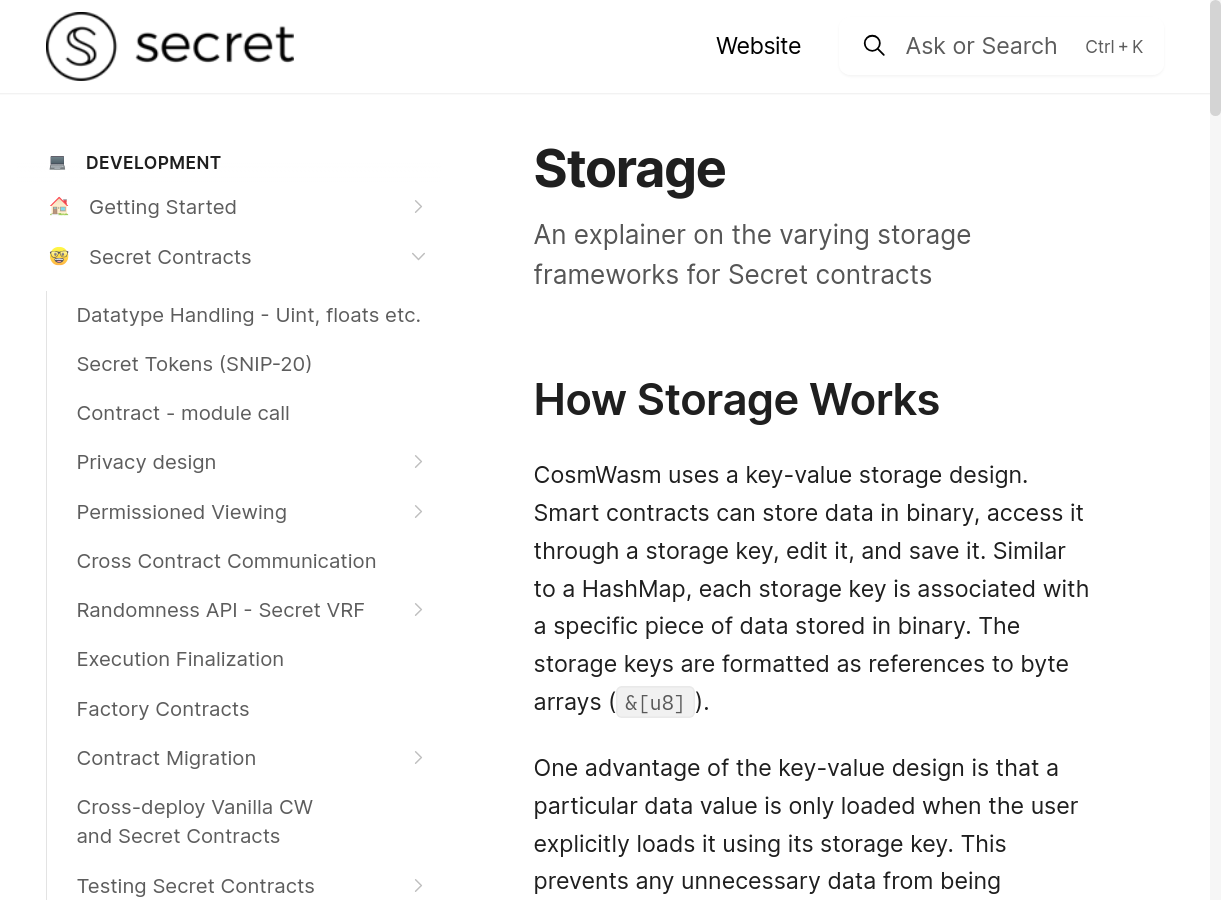 secret
Website
Ask or Search
Ctrl + K
DEVELOPMENT
Getting Started
Secret Contracts
Datatype Handling - Uint, floats etc.
Secret Tokens (SNIP-20)
Contract - module call
Privacy design
Permissioned Viewing
Cross Contract Communication
Randomness API - Secret VRF
Execution Finalization
Factory Contracts
Contract Migration
Cross-deploy Vanilla CW
and Secret Contracts
Testing Secret Contracts
Storage
An explainer on the varying storage
frameworks for Secret contracts
How Storage Works
CosmWasm uses a key-value storage design.
Smart contracts can store data in binary, access it
through a storage key, edit it, and save it. Similar
to a HashMap, each storage key is associated with
a specific piece of data stored in binary. The
storage keys are formatted as references to byte
arrays (&[u8]).
One advantage of the key-value design is that a
particular data value is only loaded when the user
explicitly loads it using its storage key. This
prevents any unnecessary data from being